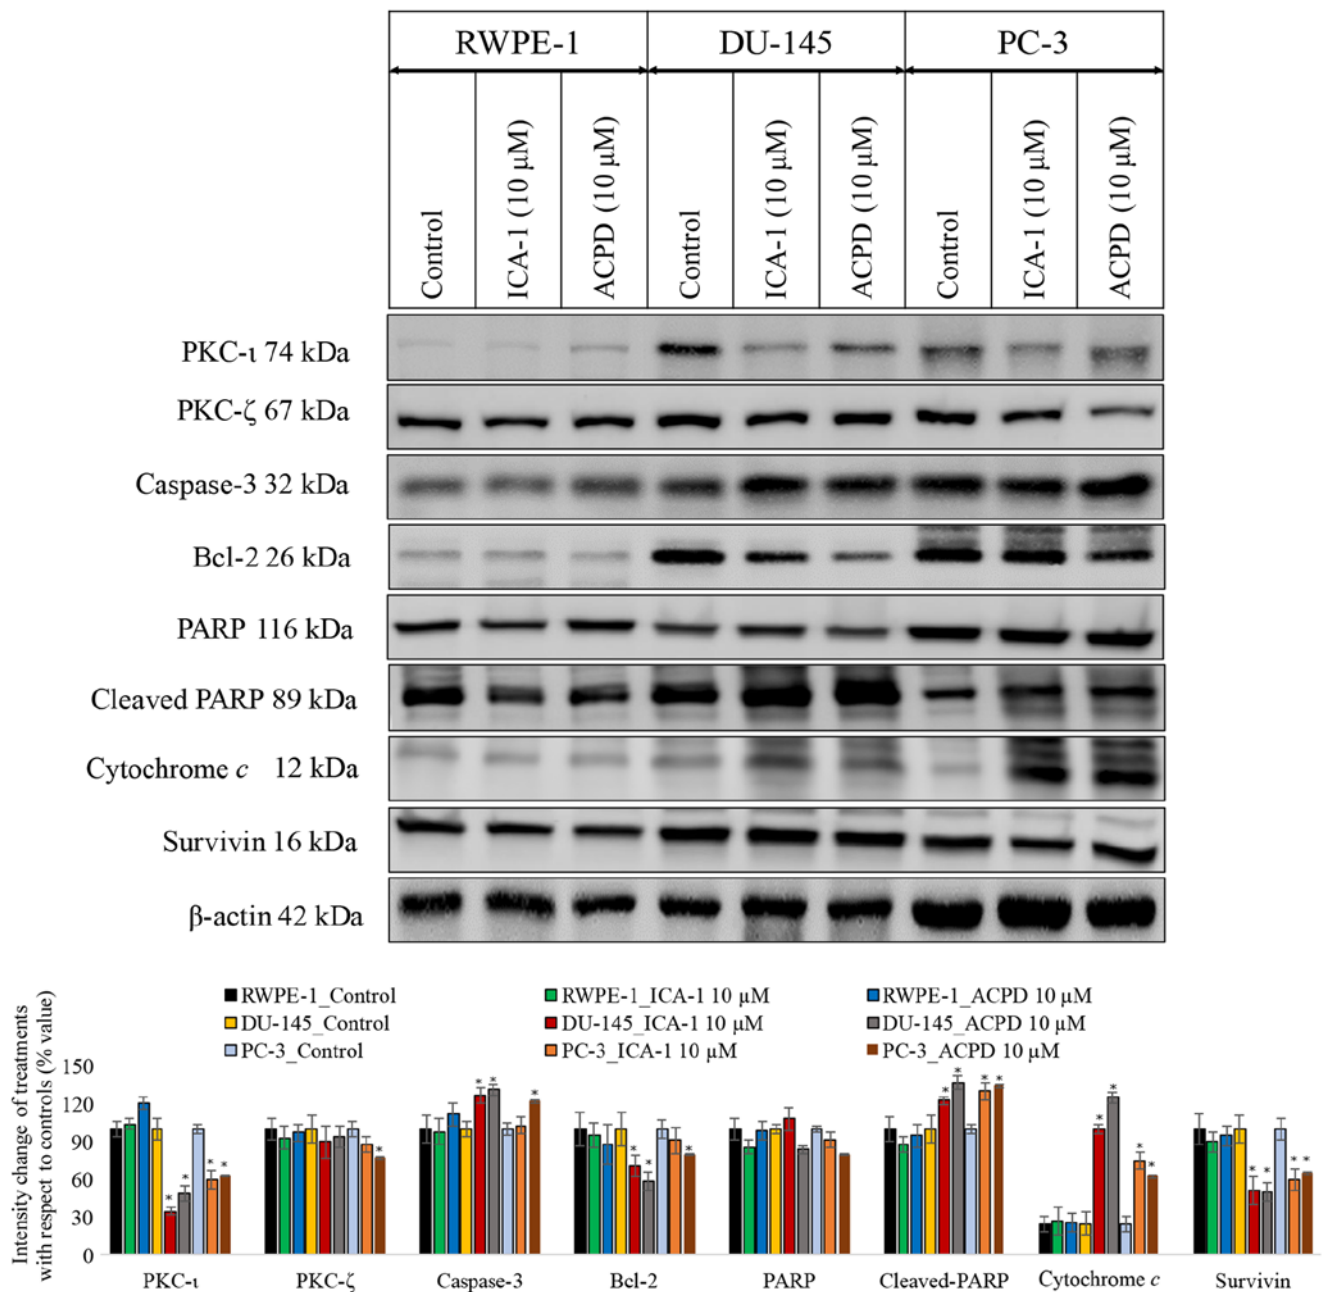 RWPE-1 DU-145 PC-3
Control ICA-1 (10 μM) ACPD (10 μM) Control ICA-1 (10 μM) ACPD (10 μM) Control ICA-1 (10 μM) ACPD (10 μM)
PKC-ι 74 kDa
PKC-ζ 67 kDa
Caspase-3 32 kDa
Bcl-2 26 kDa
PARP 116 kDa
Cleaved PARP 89 kDa
Cytochrome c 12 kDa
Survivin 16 kDa
β-actin 42 kDa
RWPE-1_Control RWPE-1_ICA-1 10 μM RWPE-1_ACPD 10 μM
DU-145_Control DU-145_ICA-1 10 μM DU-145_ACPD 10 μM
PC-3_Control PC-3_ICA-1 10 μM PC-3_ACPD 10 μM
Intensity change of treatments
with respect to controls (% value)
150
120
90
60
30
0
* * * * * * * * * * * * * * * * * * * * * * * *
PKC-ι PKC-ζ Caspase-3 Bcl-2 PARP Cleaved-PARP Cytochrome c Survivin